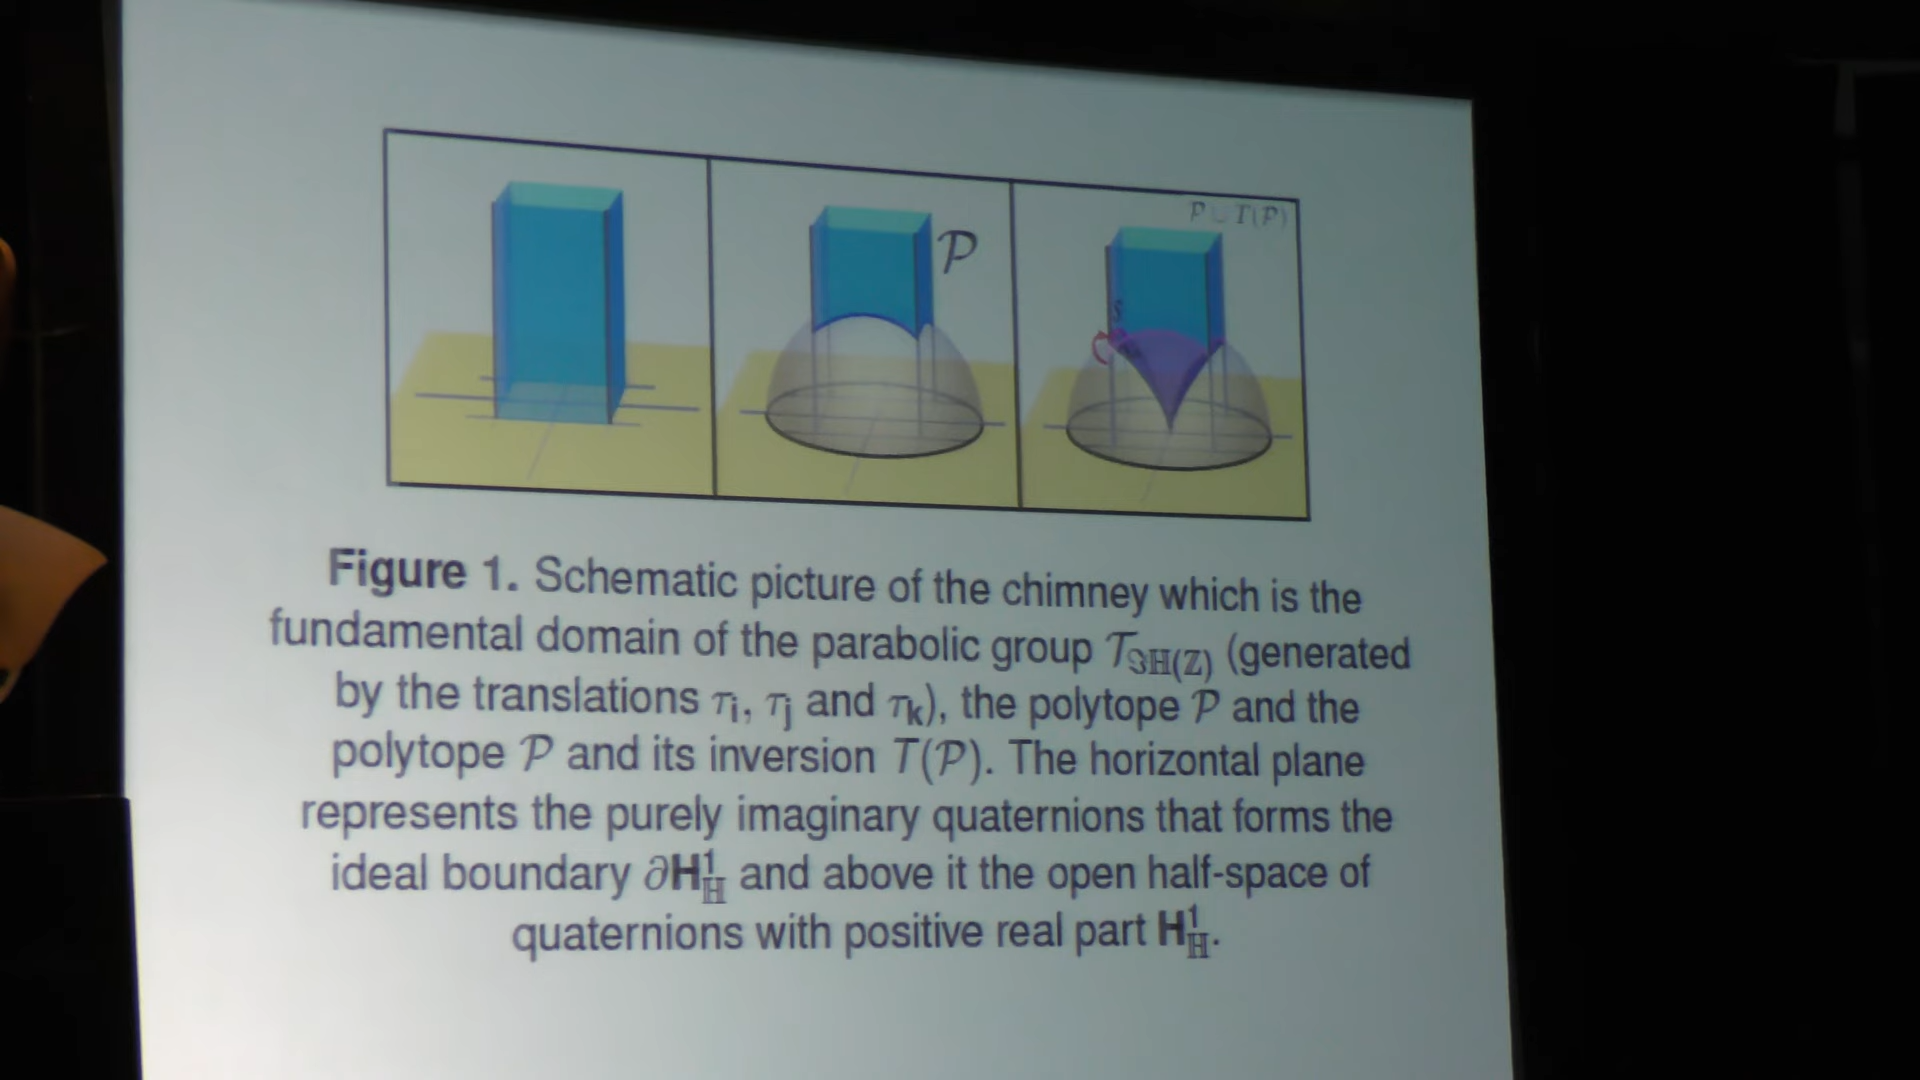 P ∪ T(P)
P
S
Figure 1. Schematic picture of the chimney which is the
fundamental domain of the parabolic group 𝒯ℑℍ(ℤ) (generated
by the translations τi, τj and τk), the polytope P and the
polytope P and its inversion T(P). The horizontal plane
represents the purely imaginary quaternions that forms the
ideal boundary ∂H¹ℍ and above it the open half-space of
quaternions with positive real part H¹ℍ.